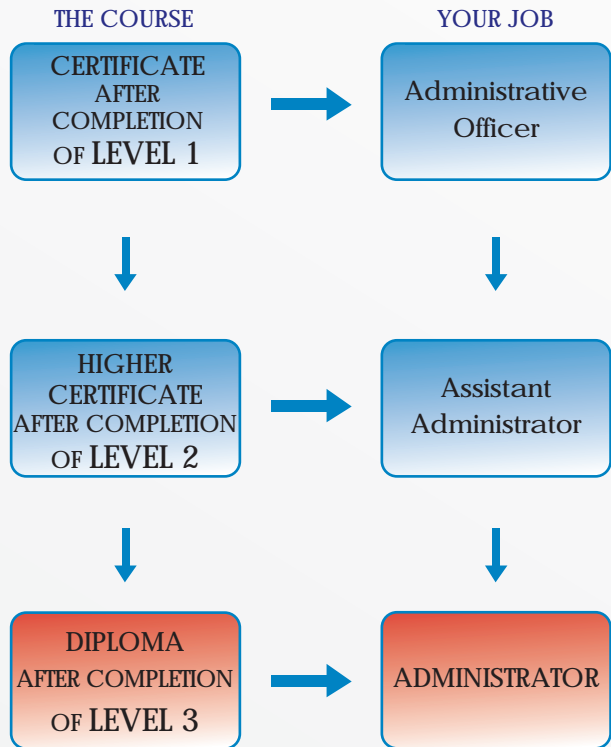 THE COURSE
YOUR JOB
CERTIFICATE
AFTER
COMPLETION
OF LEVEL 1
Administrative
Officer
HIGHER
CERTIFICATE
AFTER COMPLETION
OF LEVEL 2
Assistant
Administrator
DIPLOMA
AFTER COMPLETION
OF LEVEL 3
ADMINISTRATOR